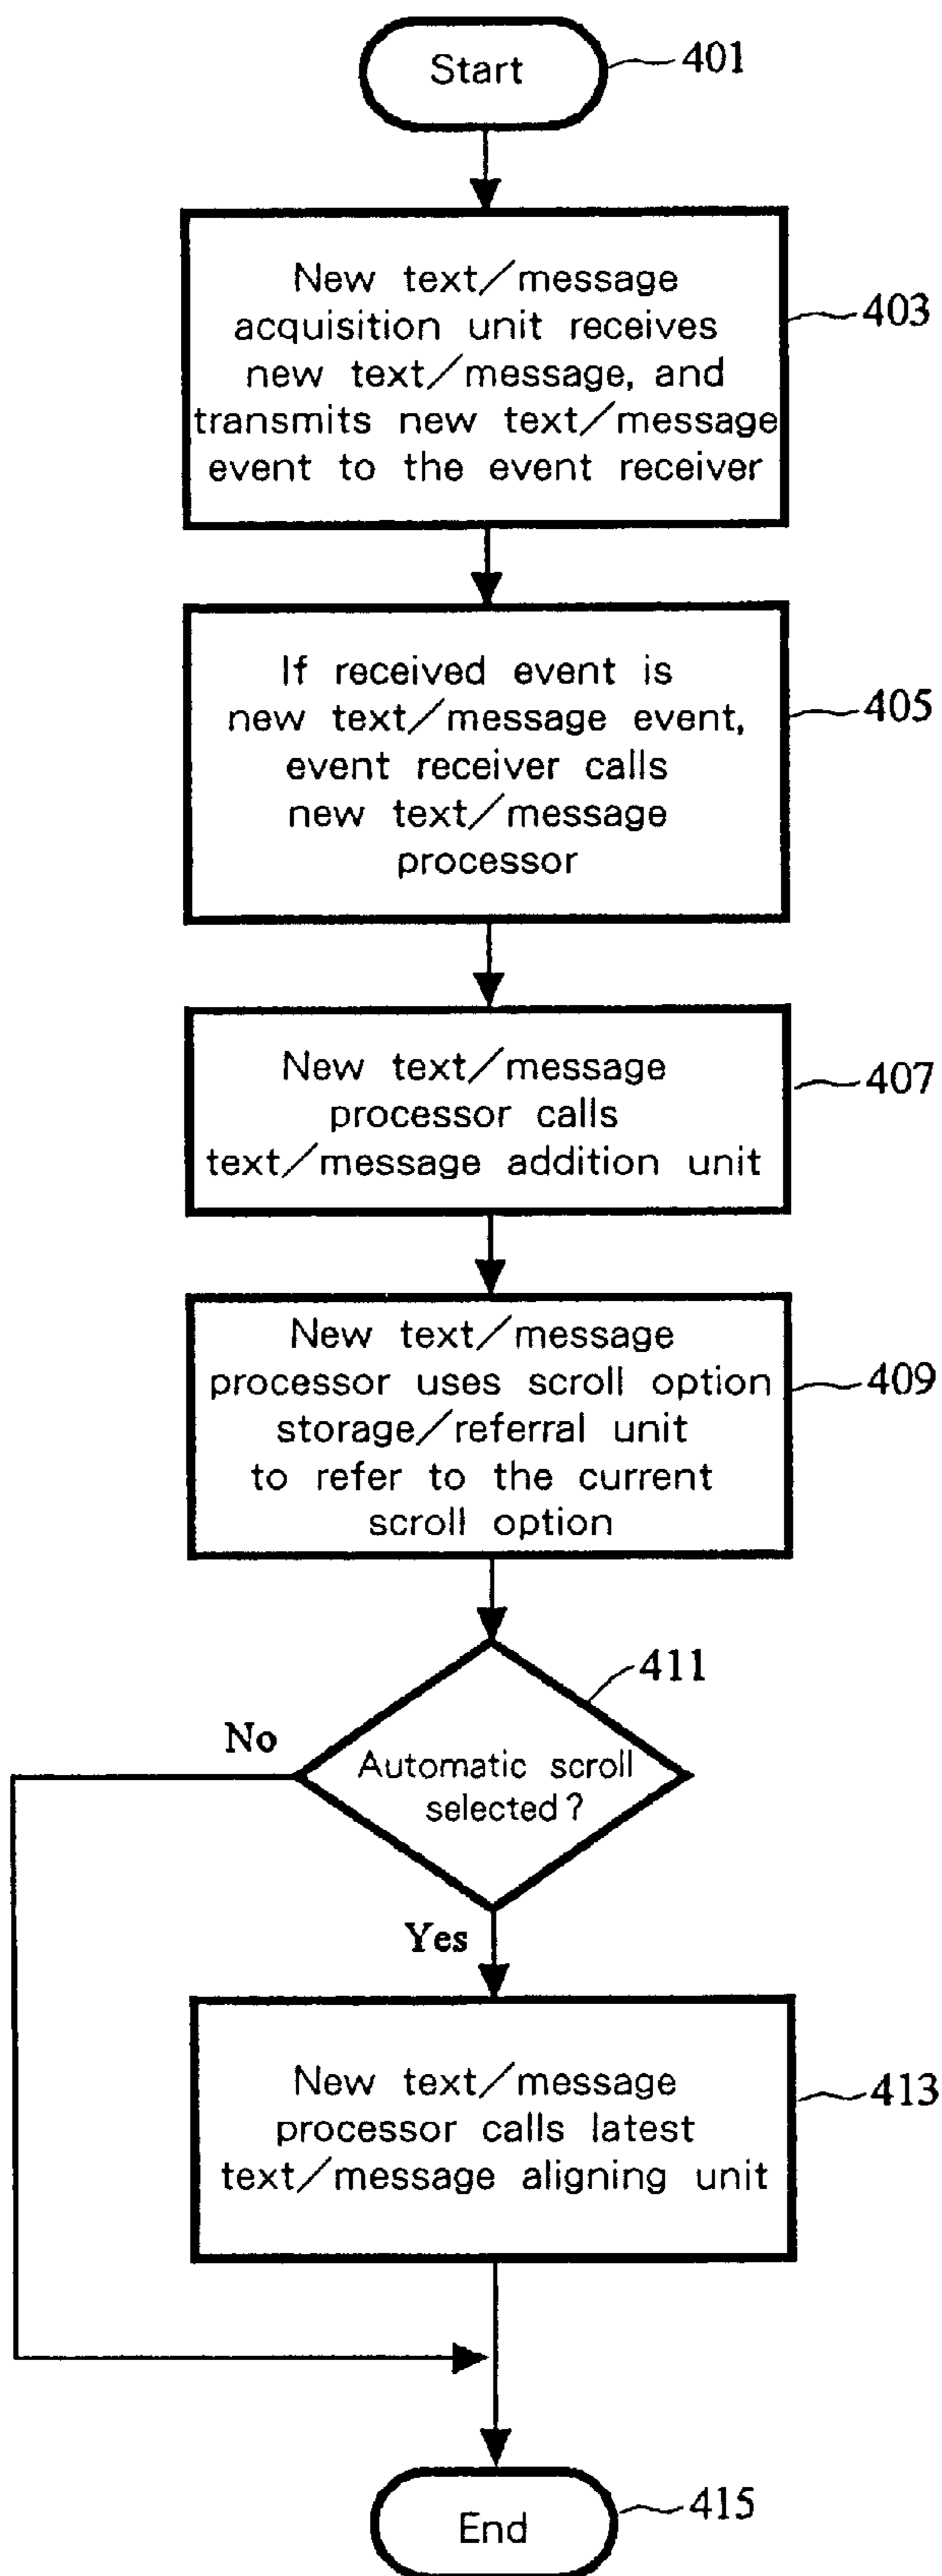 Start
401
New text/message
acquisition unit receives
new text/message, and
transmits new text/message
event to the event receiver
403
If received event is
new text/message event,
event receiver calls
new text/message
processor
405
New text/message
processor calls
text/message addition unit
407
New text/message
processor uses scroll option
storage/referral unit
to refer to the current
scroll option
409
411
No
Automatic scroll
selected?
Yes
New text/message
processor calls latest
text/message aligning unit
413
End
415